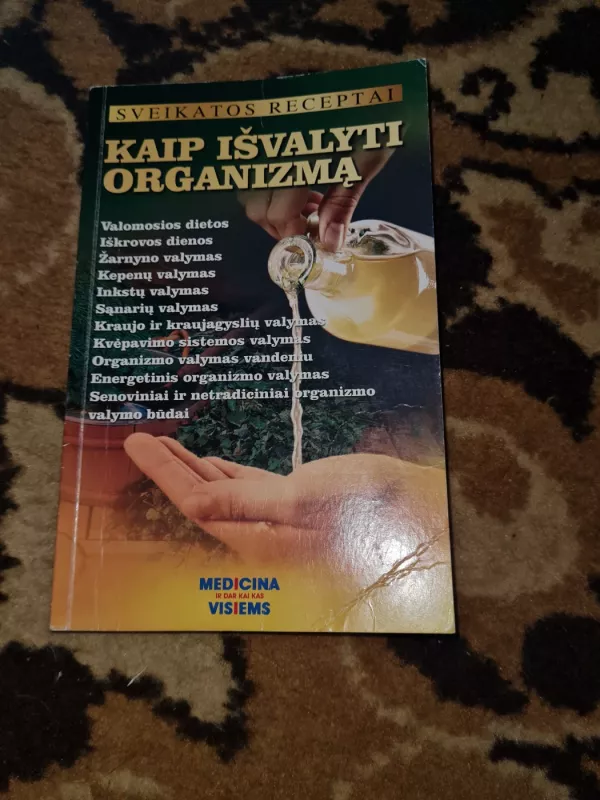 SVEIKATOS RECEPTAI
KAIP IŠVALYTI
ORGANIZMĄ
Valomosios dietos
Iškrovos dienos
Žarnyno valymas
Kepenų valymas
Inkstų valymas
Sąnarių valymas
Kraujo ir kraujagyslių valymas
Kvėpavimo sistemos valymas
Organizmo valymas vandeniu
Energetinis organizmo valymas
Senoviniai ir netradiciniai organizmo
valymo būdai
MEDICINA
IR DAR KAI KAS
VISIEMS